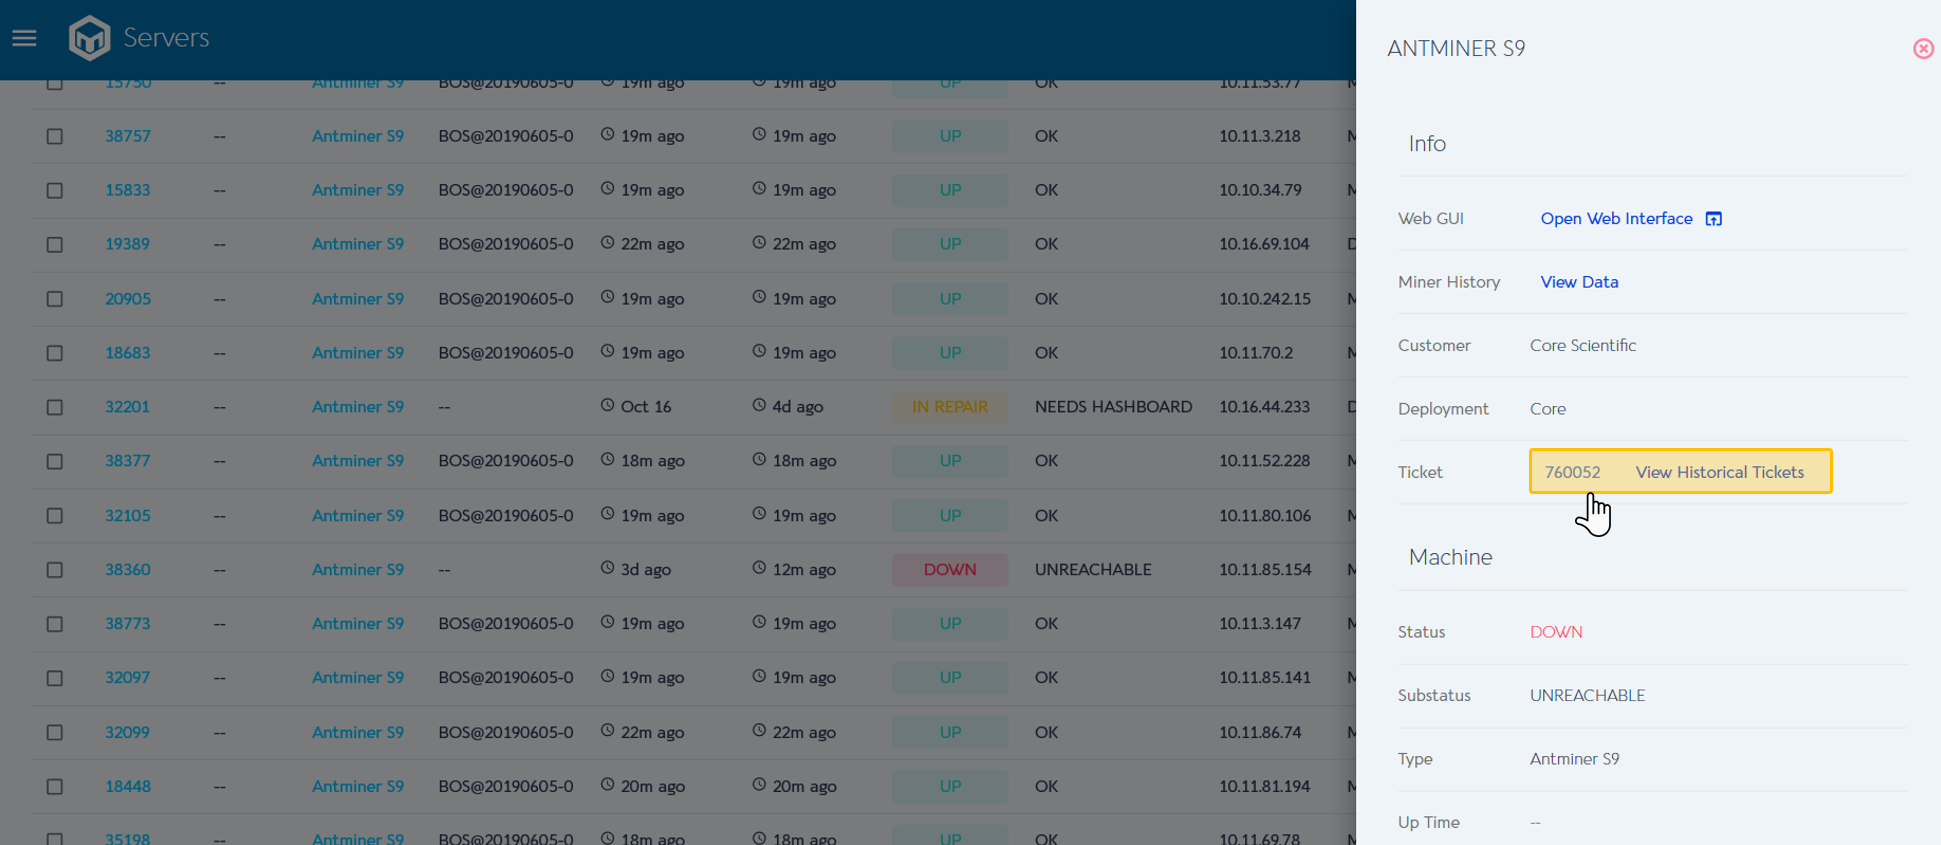 Servers
15750 -- Antminer S9 BOS@20190605-0 19m ago 19m ago UP OK 10.11.53.77
38757 -- Antminer S9 BOS@20190605-0 19m ago 19m ago UP OK 10.11.3.218
15833 -- Antminer S9 BOS@20190605-0 19m ago 19m ago UP OK 10.10.34.79
19389 -- Antminer S9 BOS@20190605-0 22m ago 22m ago UP OK 10.16.69.104
20905 -- Antminer S9 BOS@20190605-0 19m ago 19m ago UP OK 10.10.242.15
18683 -- Antminer S9 BOS@20190605-0 19m ago 19m ago UP OK 10.11.70.2
32201 -- Antminer S9 -- Oct 16 4d ago IN REPAIR NEEDS HASHBOARD 10.16.44.233
38377 -- Antminer S9 BOS@20190605-0 18m ago 18m ago UP OK 10.11.52.228
32105 -- Antminer S9 BOS@20190605-0 19m ago 19m ago UP OK 10.11.80.106
38360 -- Antminer S9 -- 3d ago 12m ago DOWN UNREACHABLE 10.11.85.154
38773 -- Antminer S9 BOS@20190605-0 19m ago 19m ago UP OK 10.11.3.147
32097 -- Antminer S9 BOS@20190605-0 19m ago 19m ago UP OK 10.11.85.141
32099 -- Antminer S9 BOS@20190605-0 22m ago 22m ago UP OK 10.11.86.74
18448 -- Antminer S9 BOS@20190605-0 20m ago 20m ago UP OK 10.11.81.194
35198 -- Antminer S9 BOS@20190605-0 18m ago 18m ago UP OK 10.11.69.78
ANTMINER S9
Info
Web GUI Open Web Interface
Miner History View Data
Customer Core Scientific
Deployment Core
Ticket 760052 View Historical Tickets
Machine
Status DOWN
Substatus UNREACHABLE
Type Antminer S9
Up Time --